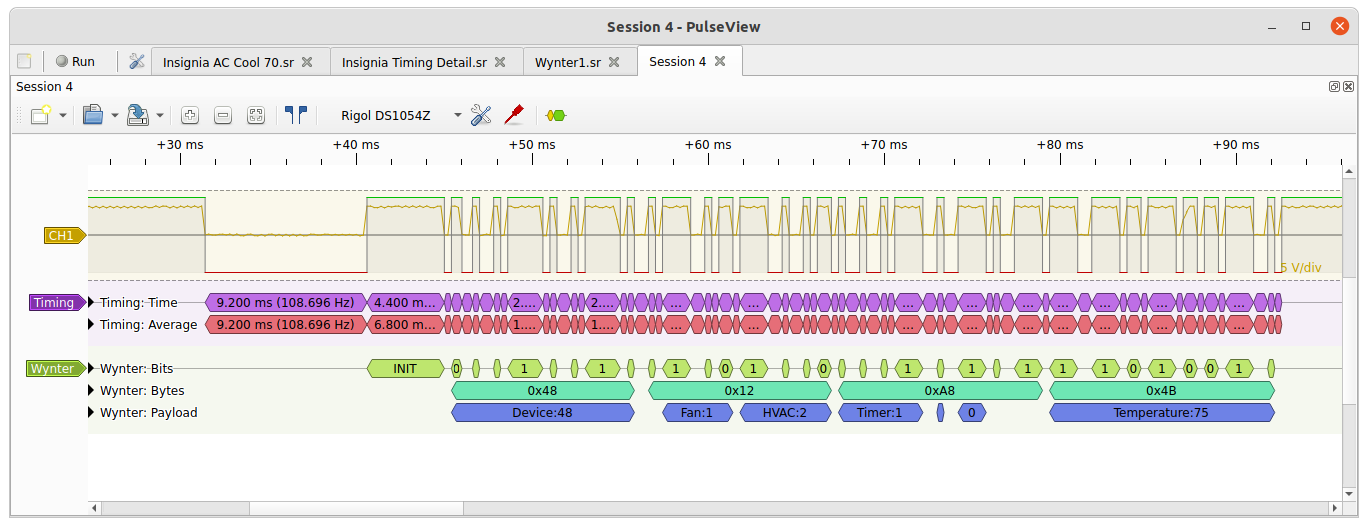 Session 4 - PulseView
Run Insignia AC Cool 70.sr Insignia Timing Detail.sr Wynter1.sr Session 4
Session 4
Rigol DS1054Z
+30 ms +40 ms +50 ms +60 ms +70 ms +80 ms +90 ms
CH1
5 V/div
Timing Timing: Time 9.200 ms (108.696 Hz) 4.400 m... 2.... 2.... ... ... ... ... ... ... ... ... ... ...
Timing: Average 9.200 ms (108.696 Hz) 6.800 m... 1.... 1.... ... ... ... ... ... ... ... ... ... ...
Wynter Wynter: Bits INIT 0 1 1 1 0 1 0 1 1 1 1 1 0 1 0 0 1
Wynter: Bytes 0x48 0x12 0xA8 0x4B
Wynter: Payload Device:48 Fan:1 HVAC:2 Timer:1 0 Temperature:75